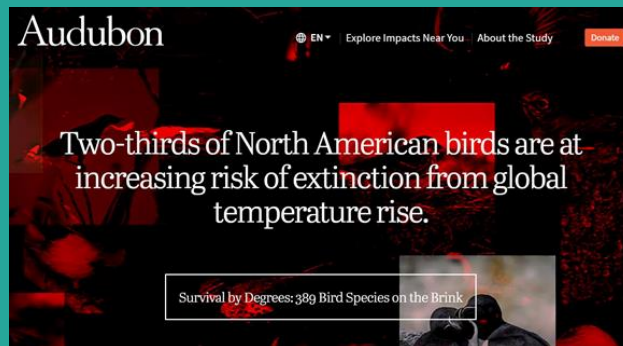 Audubon
EN Explore Impacts Near You About the Study Donate
Two-thirds of North American birds are at
increasing risk of extinction from global
temperature rise.
Survival by Degrees: 389 Bird Species on the Brink